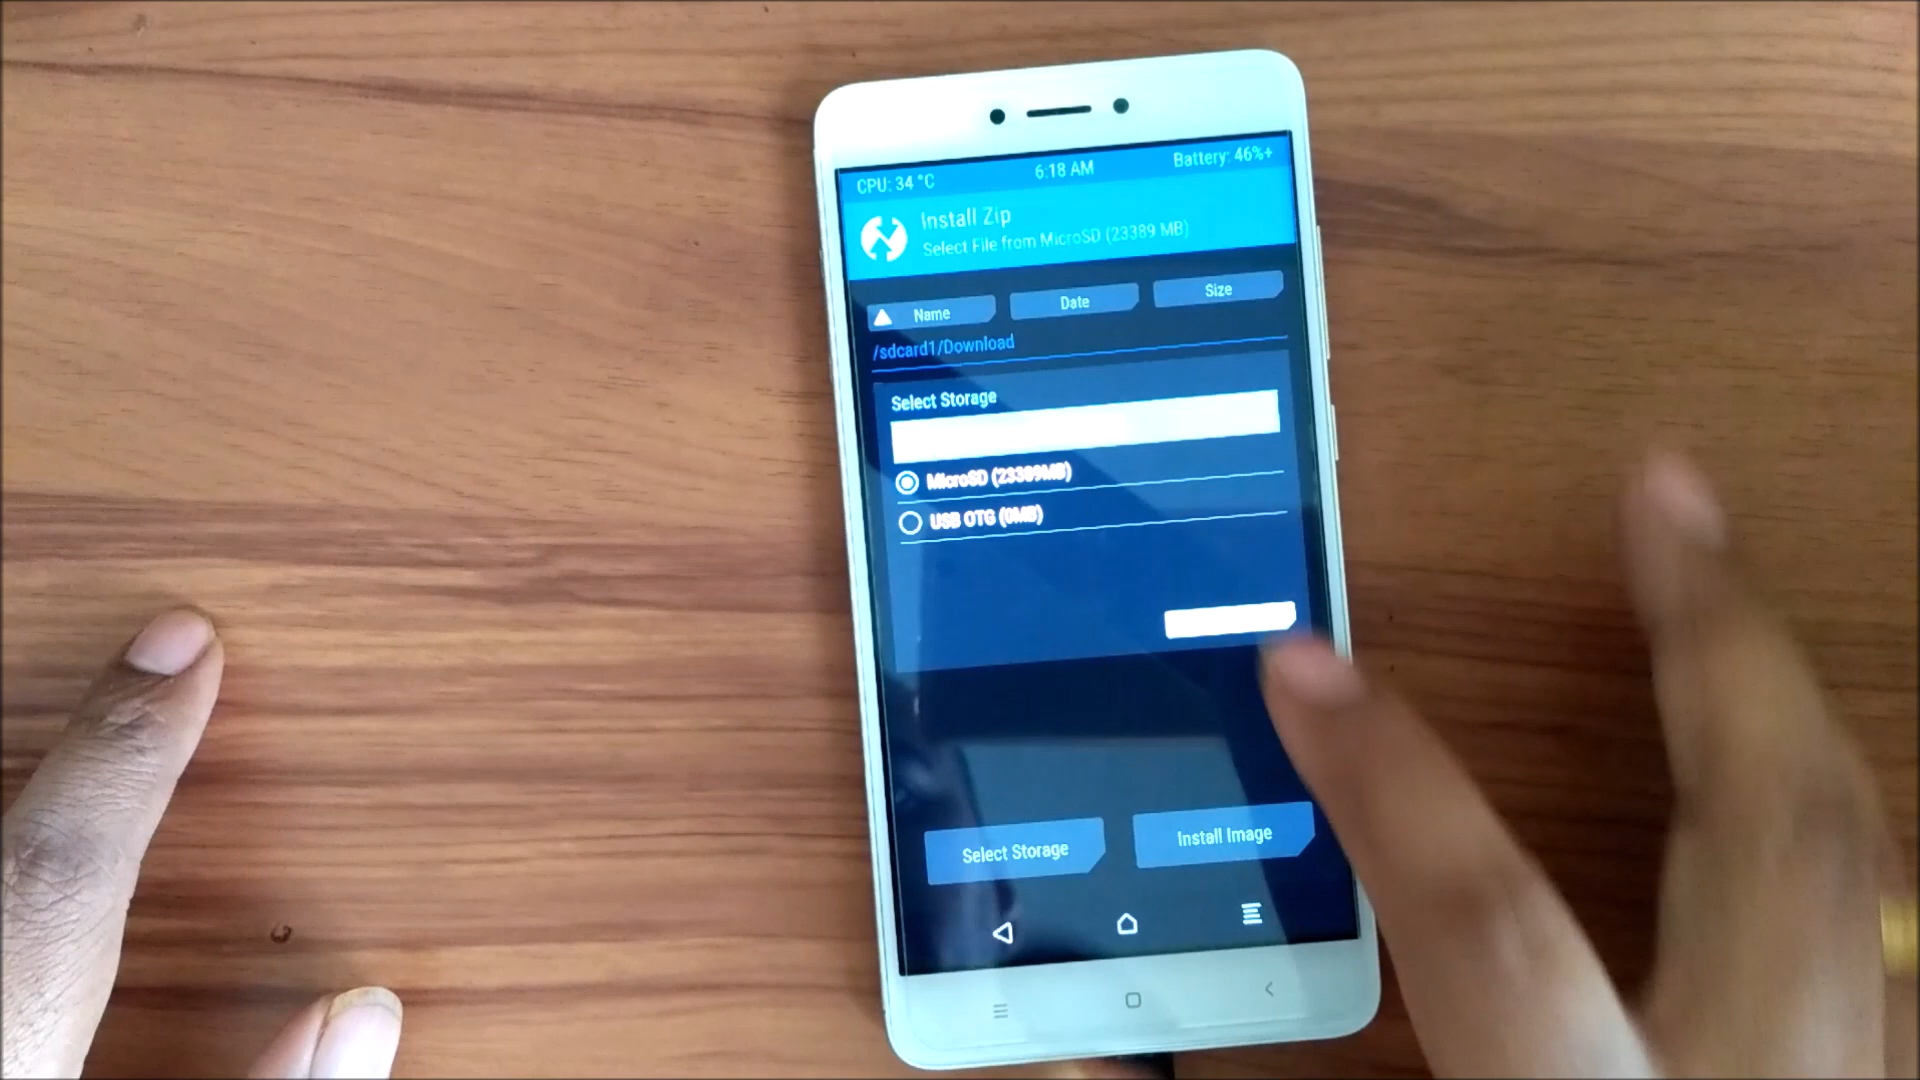 CPU: 34 °C 6:18 AM Battery: 46%+
Install Zip
Select File from MicroSD (23389 MB)
Name Date Size
/sdcard1/Download
Select Storage
MicroSD (23389MB)
USB OTG (0MB)
Select Storage Install Image